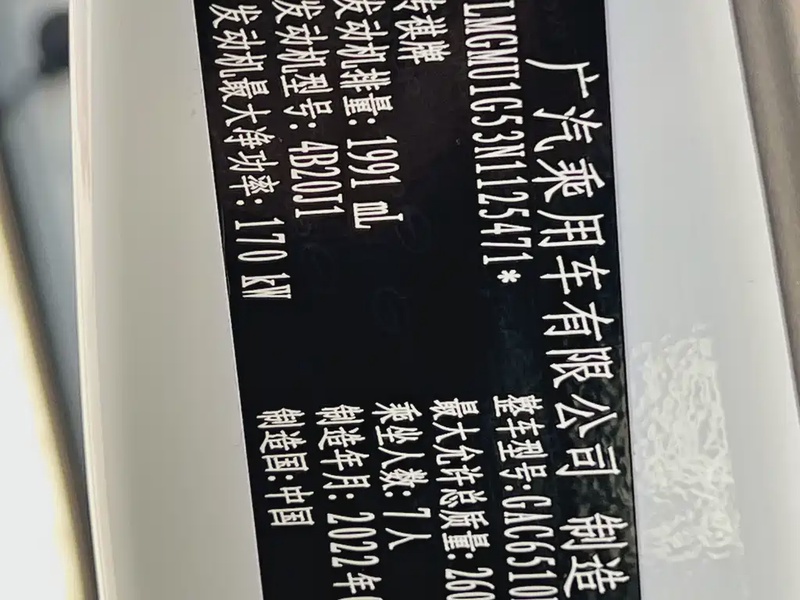 广汽乘用车有限公司 制造
LNGMU1G53N1125471*
传祺牌
整车型号:GAC6510
发动机排量: 1991 mL
最大允许总质量: 260
发动机型号: 4B20J1
乘坐人数: 7人
发动机最大净功率: 170 kW
制造年月: 2022年
制造国:中国